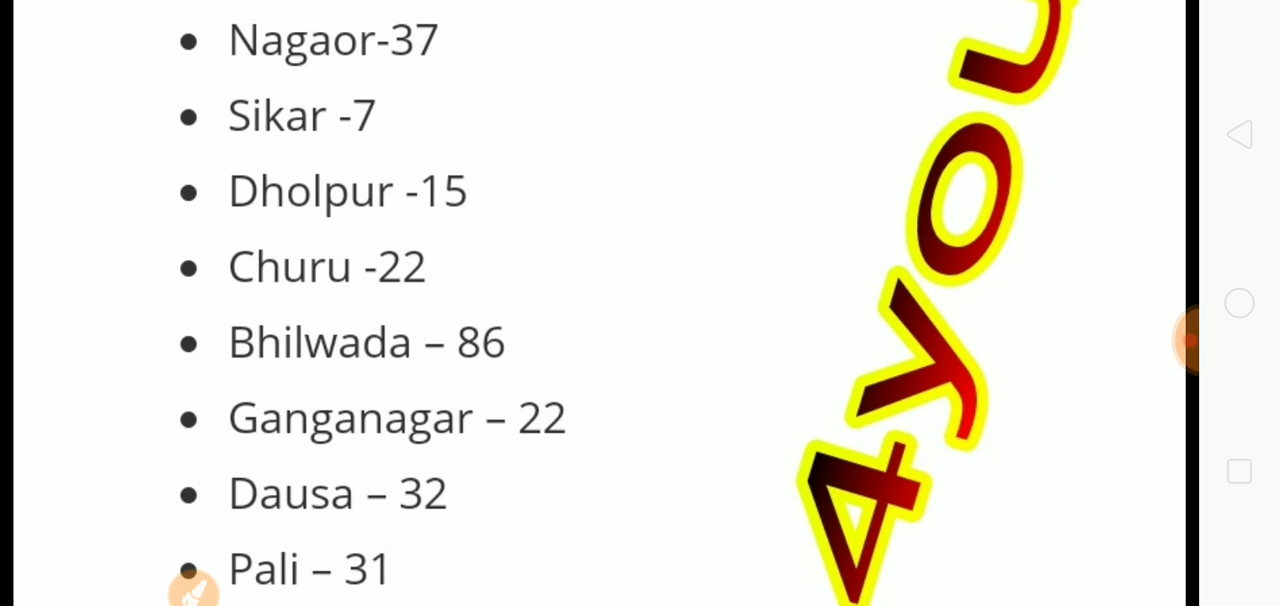 Nagaor-37
Sikar -7
Dholpur -15
Churu -22
Bhilwada – 86
Ganganagar – 22
Dausa – 32
Pali – 31
4you